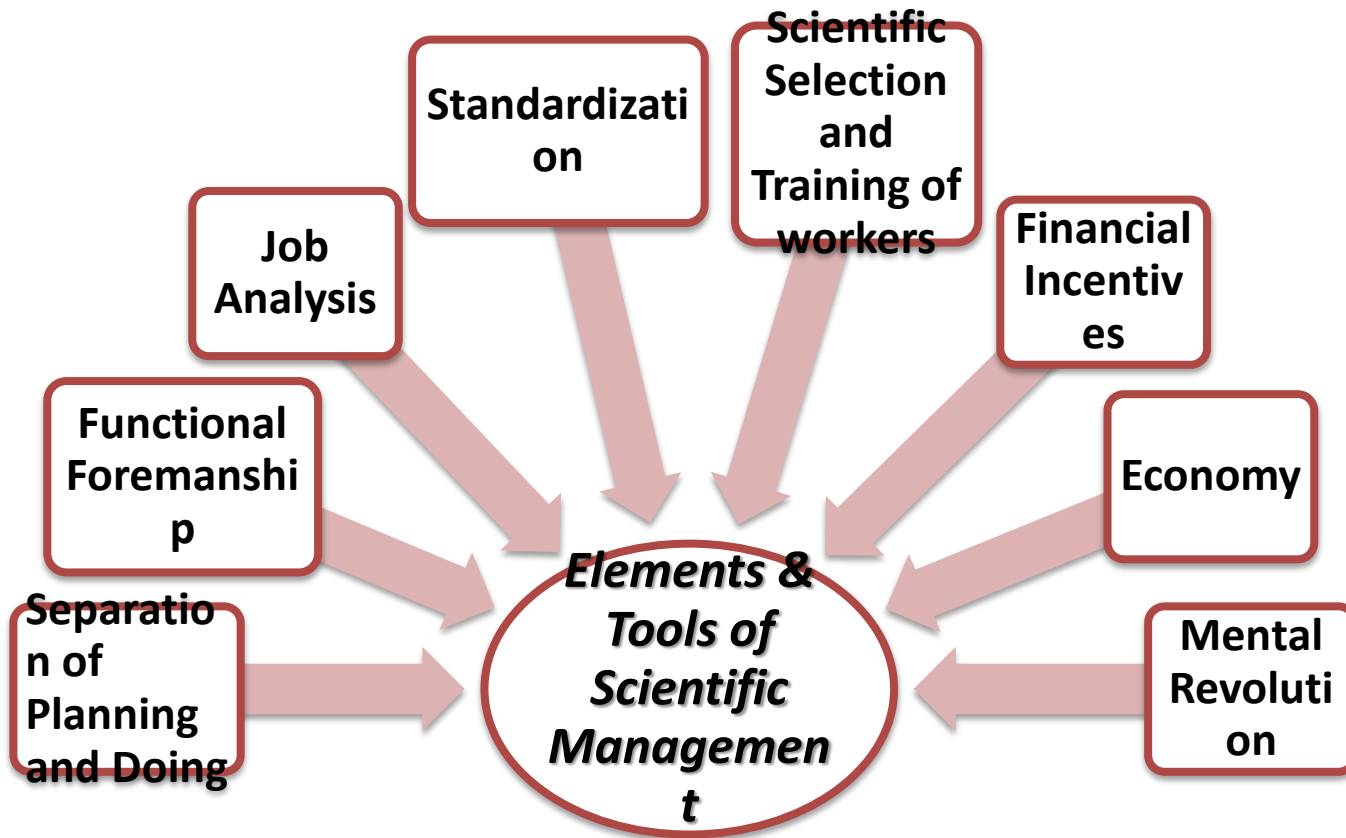 Scientific
Selection
and
Training of
workers
Standardizati
on
Job
Analysis
Financial
Incentiv
es
Functional
Foremanshi
p
Economy
Separatio
n of
Planning
and Doing
Elements &
Tools of
Scientific
Managemen
t
Mental
Revoluti
on